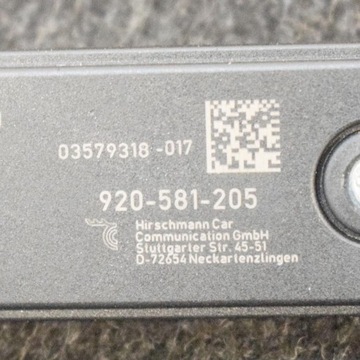 03579318 -017
920-581-205
Hirschmann Car
Communication GmbH
Stuttgarter Str. 45-51
D-72654 Neckartenzlingen